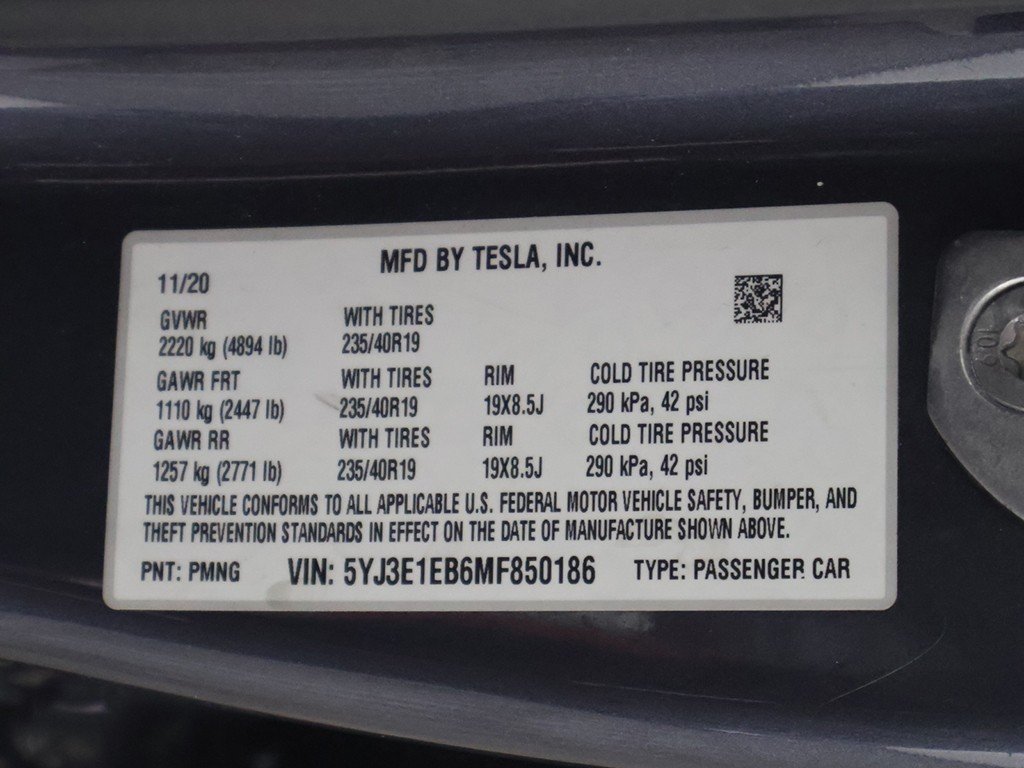 MFD BY TESLA, INC.
11/20
GVWR WITH TIRES
2220 kg (4894 lb) 235/40R19
GAWR FRT WITH TIRES RIM COLD TIRE PRESSURE
1110 kg (2447 lb) 235/40R19 19X8.5J 290 kPa, 42 psi
GAWR RR WITH TIRES RIM COLD TIRE PRESSURE
1257 kg (2771 lb) 235/40R19 19X8.5J 290 kPa, 42 psi
THIS VEHICLE CONFORMS TO ALL APPLICABLE U.S. FEDERAL MOTOR VEHICLE SAFETY, BUMPER, AND
THEFT PREVENTION STANDARDS IN EFFECT ON THE DATE OF MANUFACTURE SHOWN ABOVE.
PNT: PMNG VIN: 5YJ3E1EB6MF850186 TYPE: PASSENGER CAR